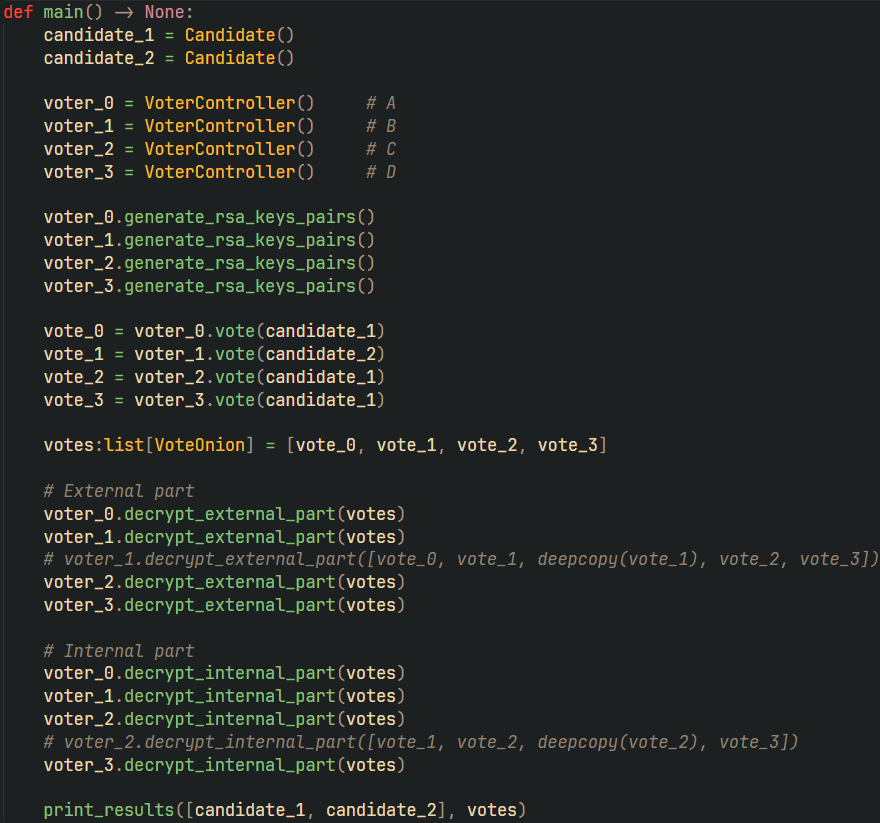 def main() -> None:
    candidate_1 = Candidate()
    candidate_2 = Candidate()

    voter_0 = VoterController()     # A
    voter_1 = VoterController()     # B
    voter_2 = VoterController()     # C
    voter_3 = VoterController()     # D

    voter_0.generate_rsa_keys_pairs()
    voter_1.generate_rsa_keys_pairs()
    voter_2.generate_rsa_keys_pairs()
    voter_3.generate_rsa_keys_pairs()

    vote_0 = voter_0.vote(candidate_1)
    vote_1 = voter_1.vote(candidate_2)
    vote_2 = voter_2.vote(candidate_1)
    vote_3 = voter_3.vote(candidate_1)

    votes:list[VoteOnion] = [vote_0, vote_1, vote_2, vote_3]

    # External part
    voter_0.decrypt_external_part(votes)
    voter_1.decrypt_external_part(votes)
    # voter_1.decrypt_external_part([vote_0, vote_1, deepcopy(vote_1), vote_2, vote_3])
    voter_2.decrypt_external_part(votes)
    voter_3.decrypt_external_part(votes)

    # Internal part
    voter_0.decrypt_internal_part(votes)
    voter_1.decrypt_internal_part(votes)
    voter_2.decrypt_internal_part(votes)
    # voter_2.decrypt_internal_part([vote_1, vote_2, deepcopy(vote_2), vote_3])
    voter_3.decrypt_internal_part(votes)

    print_results([candidate_1, candidate_2], votes)